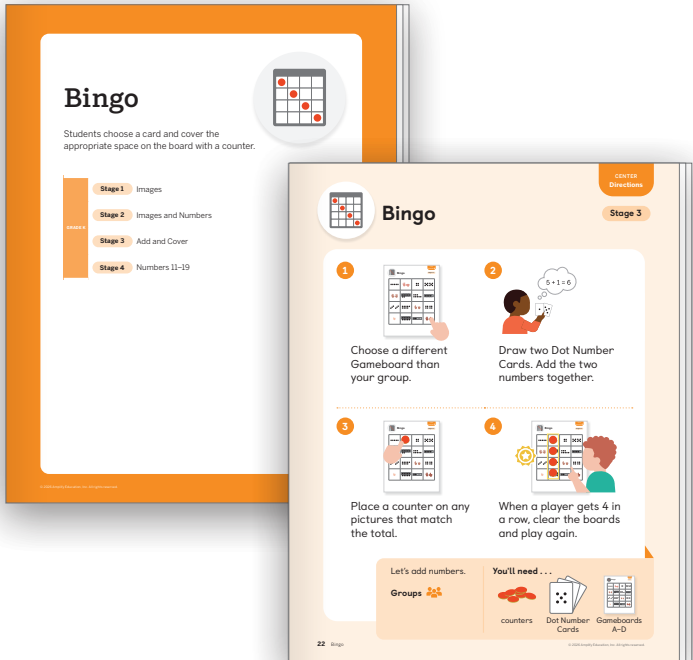 Bingo
Students choose a card and cover the
appropriate space on the board with a counter.
Stage 1 Images
Stage 2 Images and Numbers
Stage 3 Add and Cover
Stage 4 Numbers 11–19
CENTER
Directions
Bingo
Stage 3
1
Bingo
Choose a different
Gameboard than
your group.
2
5 + 1 = 6
Draw two Dot Number
Cards. Add the two
numbers together.
3
Bingo
Place a counter on any
pictures that match
the total.
4
Bingo
When a player gets 4 in
a row, clear the boards
and play again.
Let's add numbers.
Groups
You'll need . . .
counters
Dot Number
Cards
Gameboards
A–D
22 Bingo